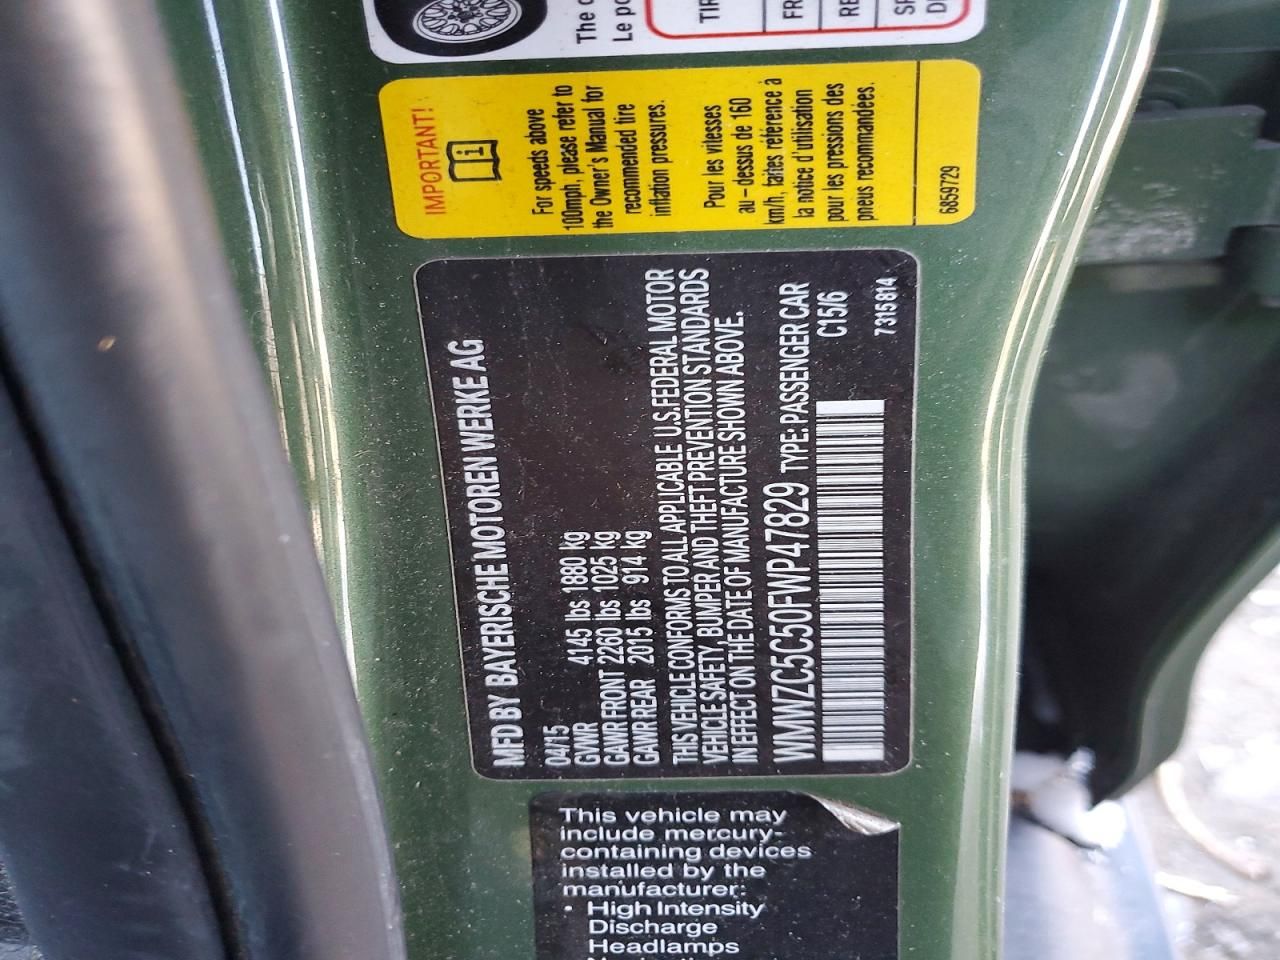 The
Le
TIR
FR
RE
IMPORTANT!
For speeds above
100mph, please refer to
the Owner's Manual for
recommended tire
inflation pressures.
Pour les vitesses
au-dessus de 160
km/h, faites référence à
la notice d'utilisation
pour les pressions des
pneus recommandées.
6859729
MFD BY BAYERISCHE MOTOREN WERKE AG
04/15
GVWR 4145 lbs 1880 kg
GAWR FRONT 2260 lbs 1025 kg
GAWR REAR 2015 lbs 914 kg
THIS VEHICLE CONFORMS TO ALL APPLICABLE U.S.FEDERAL MOTOR
VEHICLE SAFETY, BUMPER AND THEFT PREVENTION STANDARDS
IN EFFECT ON THE DATE OF MANUFACTURE SHOWN ABOVE.
WMWZC5C50FWP47829 TYPE: PASSENGER CAR
C15/6
7315814
This vehicle may
include mercury-
containing devices
installed by the
manufacturer:
• High Intensity
Discharge
Headlamps